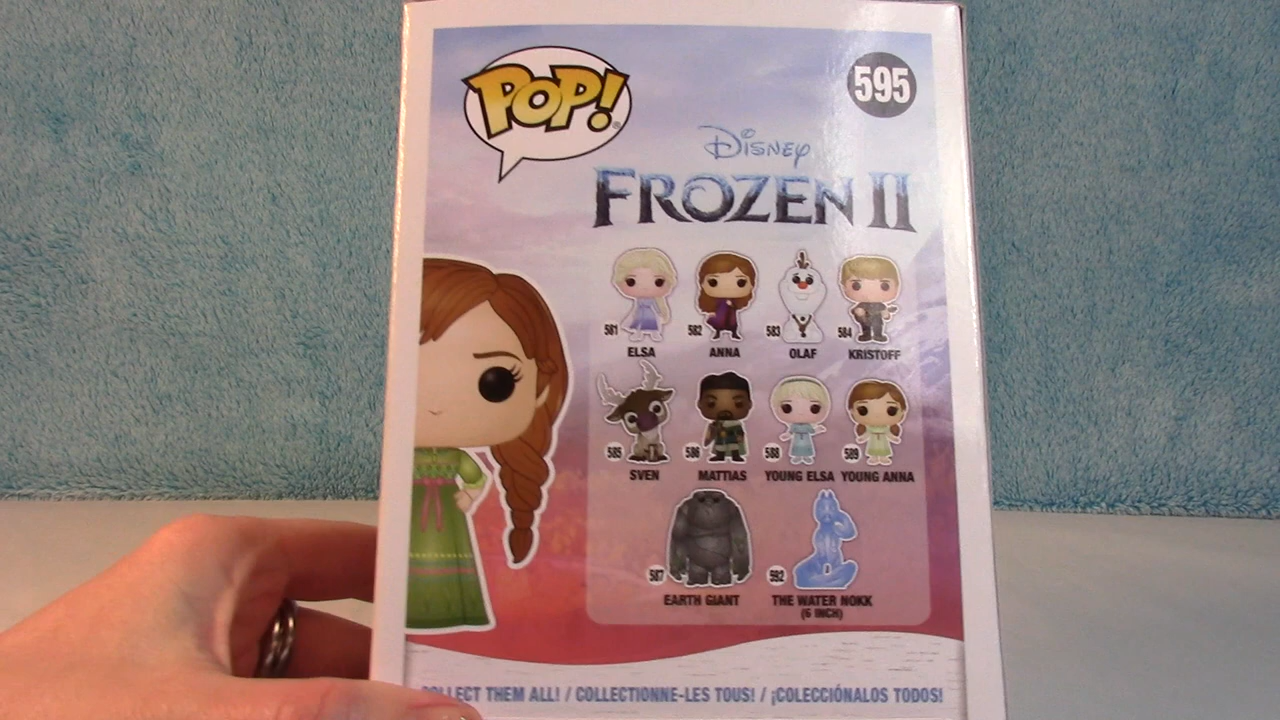 POP!
595
Disney
FROZEN II
581 582 583 584
ELSA ANNA OLAF KRISTOFF
585 586 588 589
SVEN MATTIAS YOUNG ELSA YOUNG ANNA
587 592
EARTH GIANT THE WATER NOKK
(6 INCH)
COLLECT THEM ALL! / COLLECTIONNE-LES TOUS! / ¡COLECCIÓNALOS TODOS!